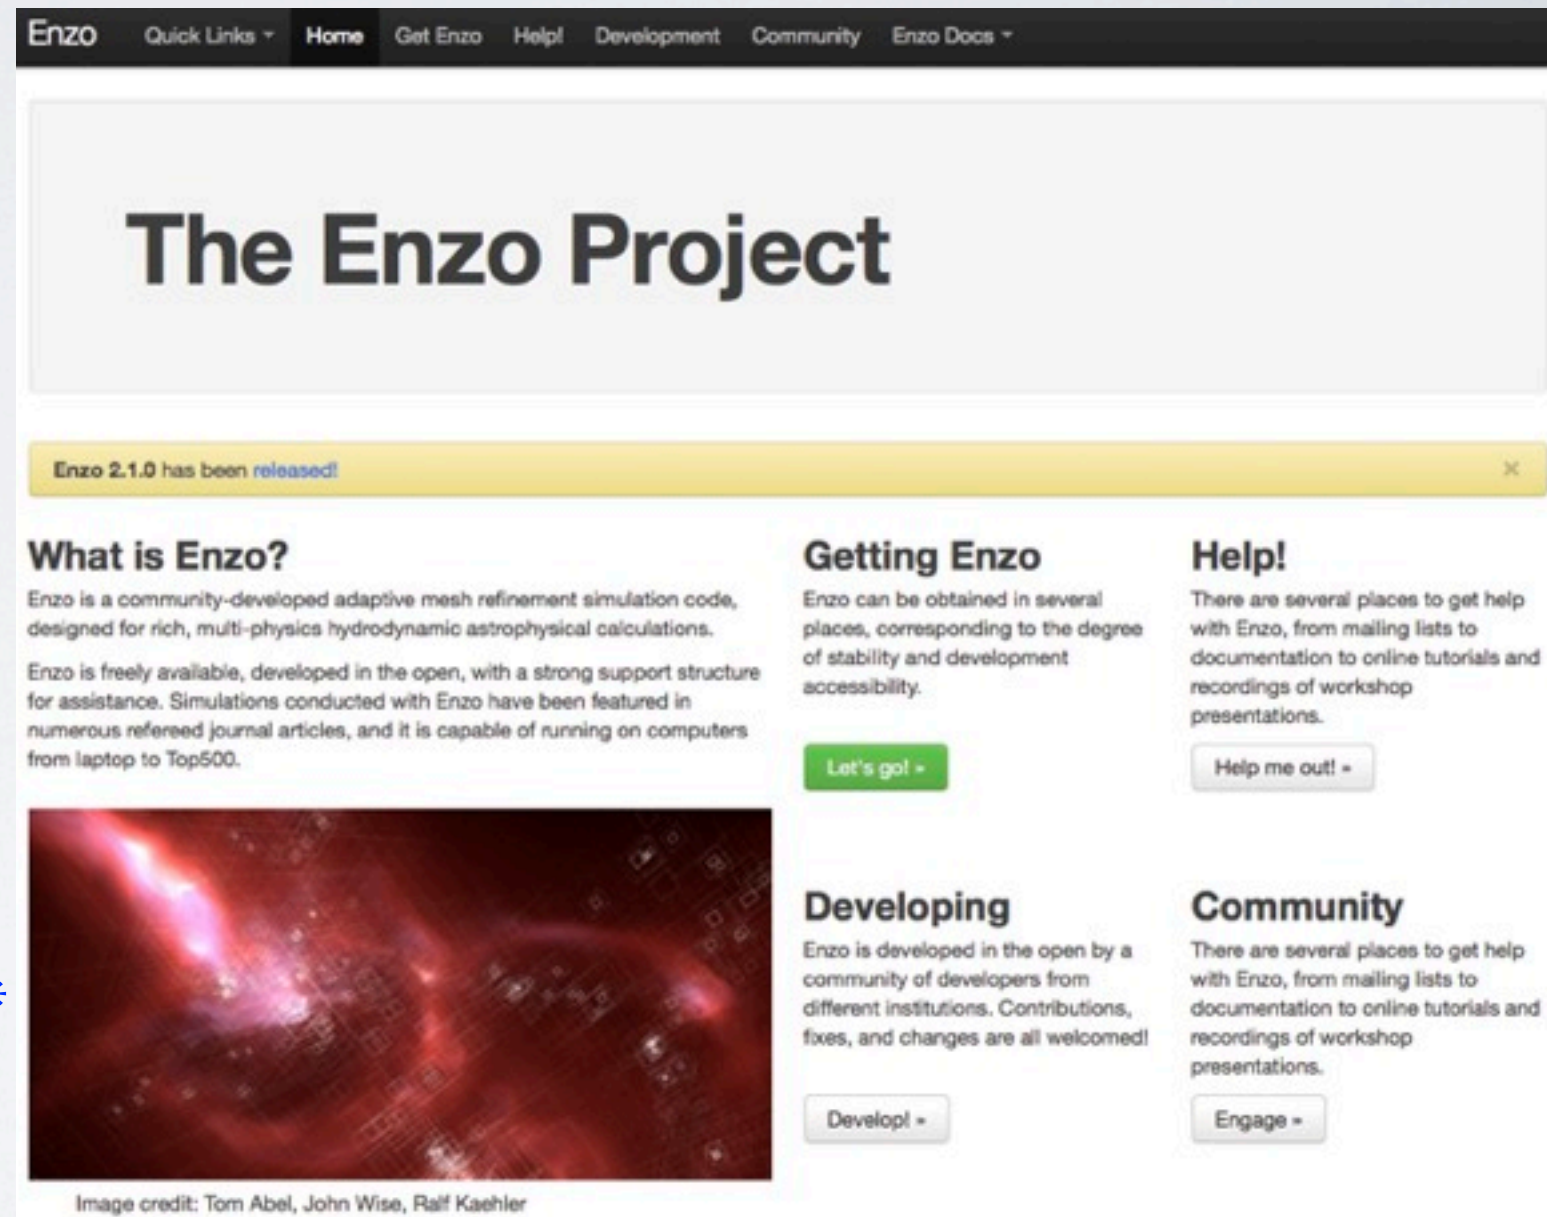 Enzo Quick Links Home Get Enzo Help! Development Community Enzo Docs
The Enzo Project
Enzo 2.1.0 has been released! ×
What is Enzo?
Enzo is a community-developed adaptive mesh refinement simulation code,
designed for rich, multi-physics hydrodynamic astrophysical calculations.
Enzo is freely available, developed in the open, with a strong support structure
for assistance. Simulations conducted with Enzo have been featured in
numerous refereed journal articles, and it is capable of running on computers
from laptop to Top500.
Image credit: Tom Abel, John Wise, Ralf Kaehler
Getting Enzo
Enzo can be obtained in several
places, corresponding to the degree
of stability and development
accessibility.
Let's go! »
Help!
There are several places to get help
with Enzo, from mailing lists to
documentation to online tutorials and
recordings of workshop
presentations.
Help me out! »
Developing
Enzo is developed in the open by a
community of developers from
different institutions. Contributions,
fixes, and changes are all welcomed!
Develop! »
Community
There are several places to get help
with Enzo, from mailing lists to
documentation to online tutorials and
recordings of workshop
presentations.
Engage »